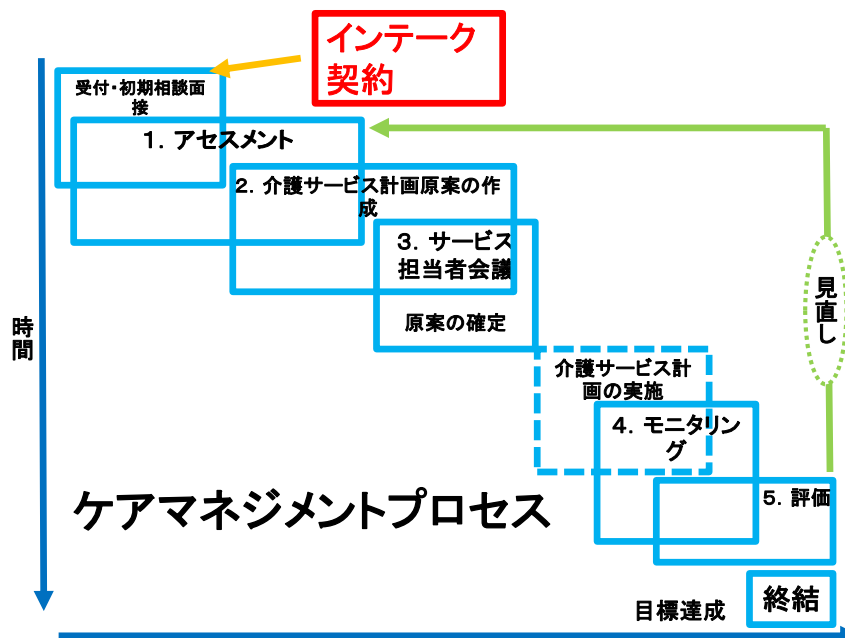 インテーク
契約
受付・初期相談面
接
1．アセスメント
2．介護サービス計画原案の作
成
3．サービス
担当者会議
原案の確定
時
間
見
直
し
介護サービス計
画の実施
4．モニタリン
グ
ケアマネジメントプロセス
5．評価
目標達成
終結